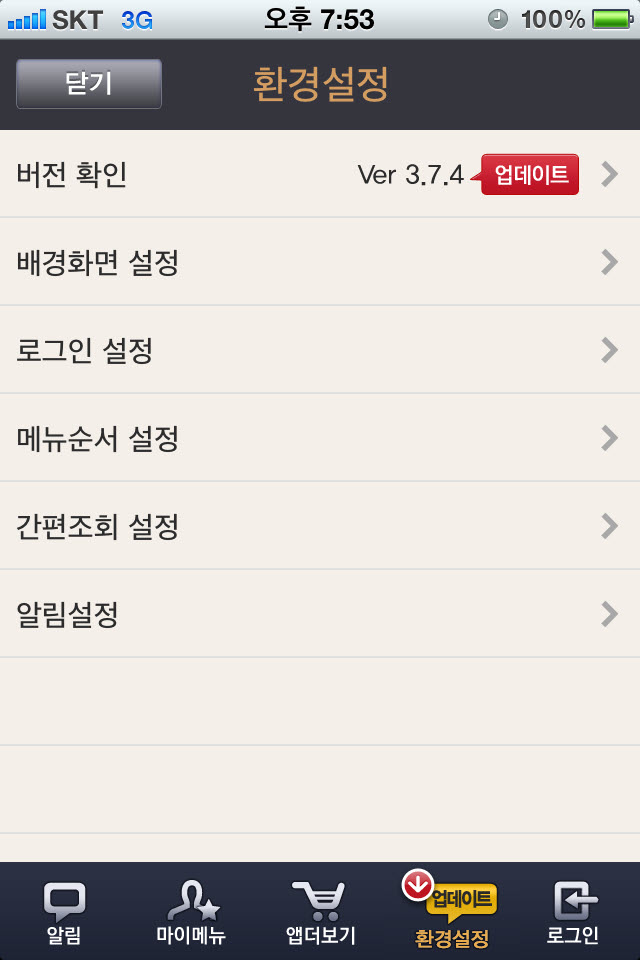 SKT 3G 오후 7:53 100%
닫기 환경설정
버전 확인 Ver 3.7.4 업데이트
배경화면 설정
로그인 설정
메뉴순서 설정
간편조회 설정
알림설정
업데이트
알림 마이메뉴 앱더보기 환경설정 로그인